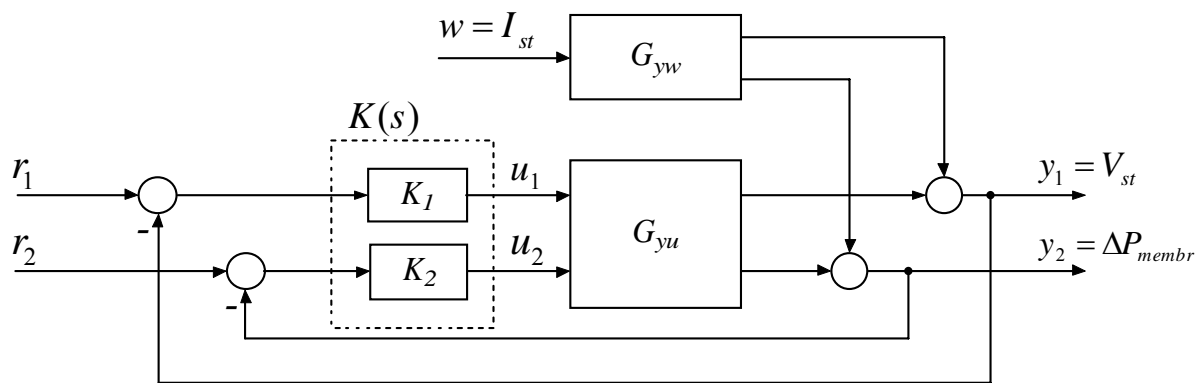 w = I_st
G_yw
K(s)
r_1
K_1
u_1
y_1 = V_st
-
G_yu
r_2
K_2
u_2
y_2 = ΔP_membr
-